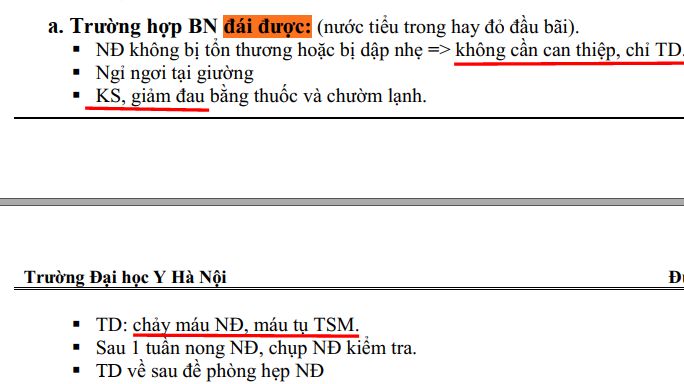 a. Trường hợp BN đái được: (nước tiểu trong hay đỏ đầu bãi).
▪ NĐ không bị tổn thương hoặc bị dập nhẹ => không cần can thiệp, chỉ TD.
▪ Ngỉ ngơi tại giường
▪ KS, giảm đau bằng thuốc và chườm lạnh.
Trường Đại học Y Hà Nội
▪ TD: chảy máu NĐ, máu tụ TSM.
▪ Sau 1 tuần nong NĐ, chụp NĐ kiểm tra.
▪ TD về sau đề phòng hẹp NĐ